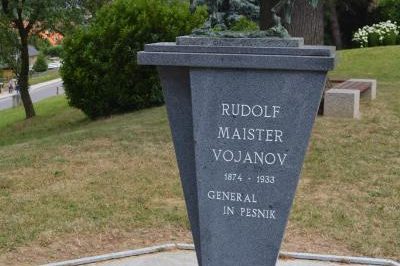 RUDOLF
MAISTER
VOJANOV
1874 - 1933
GENERAL
IN PESNIK